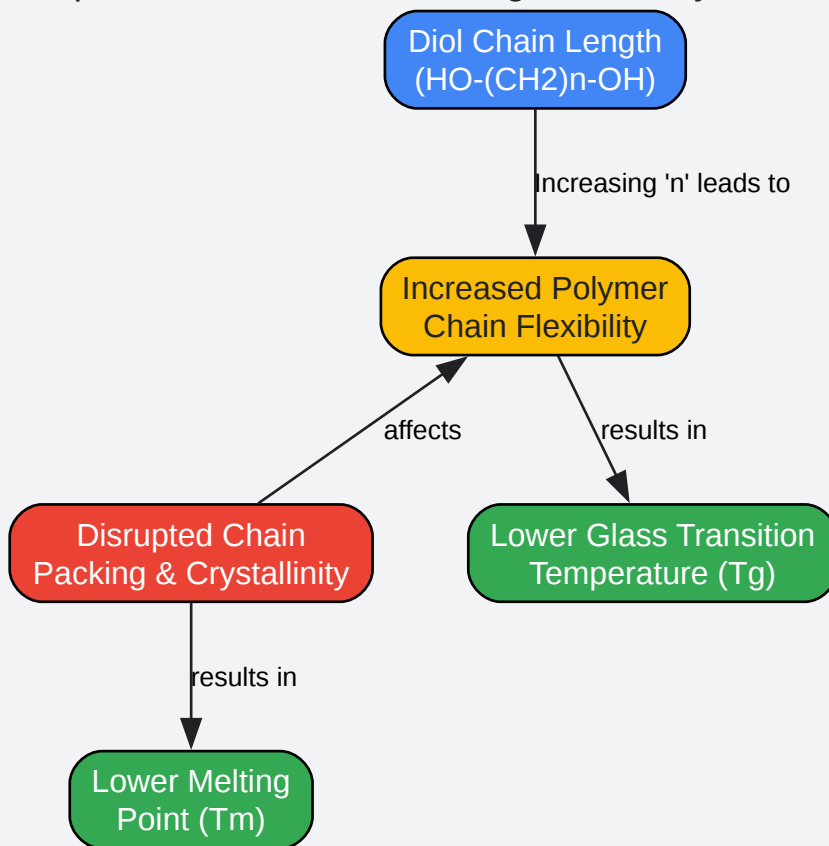 Diol Chain Length
(HO-(CH2)n-OH)
Increasing 'n' leads to
Increased Polymer
Chain Flexibility
affects
results in
Disrupted Chain
Packing & Crystallinity
Lower Glass Transition
Temperature (Tg)
results in
Lower Melting
Point (Tm)